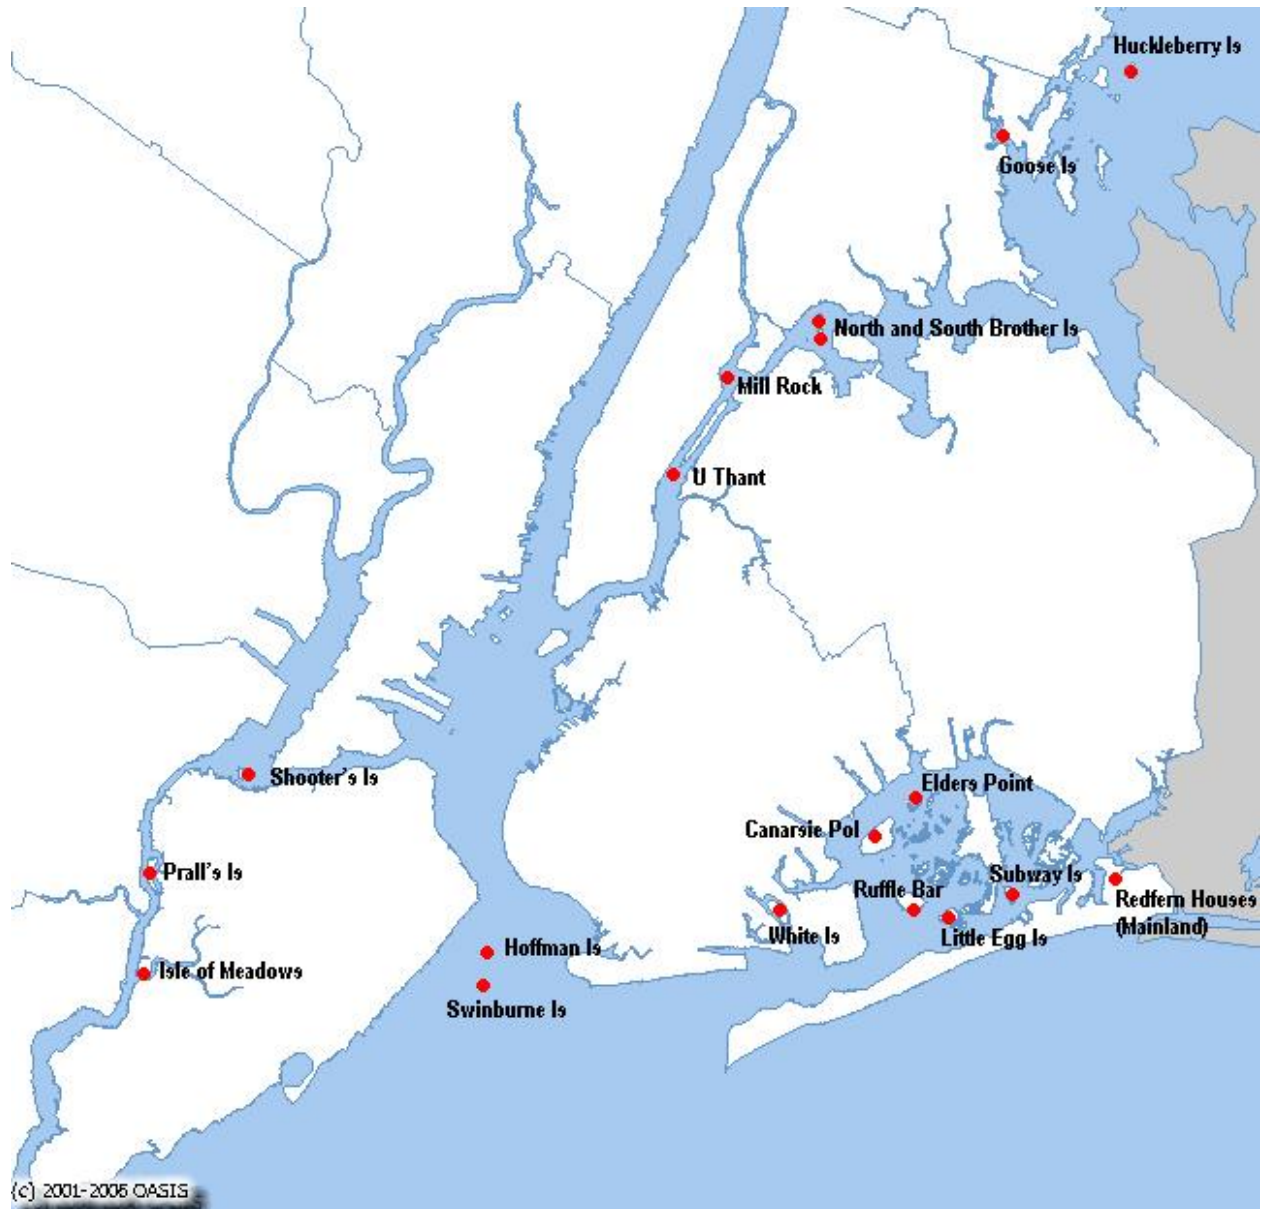 Huckleberry Is
Goose Is
North and South Brother Is
Mill Rock
U Thant
Shooter's Is
Elders Point
Canarsie Pol
Prall's Is
Subway Is
Ruffle Bar
Redfern Houses
(Mainland)
White Is
Little Egg Is
Hoffman Is
Isle of Meadows
Swinburne Is
(c) 2001-2006 OASIS